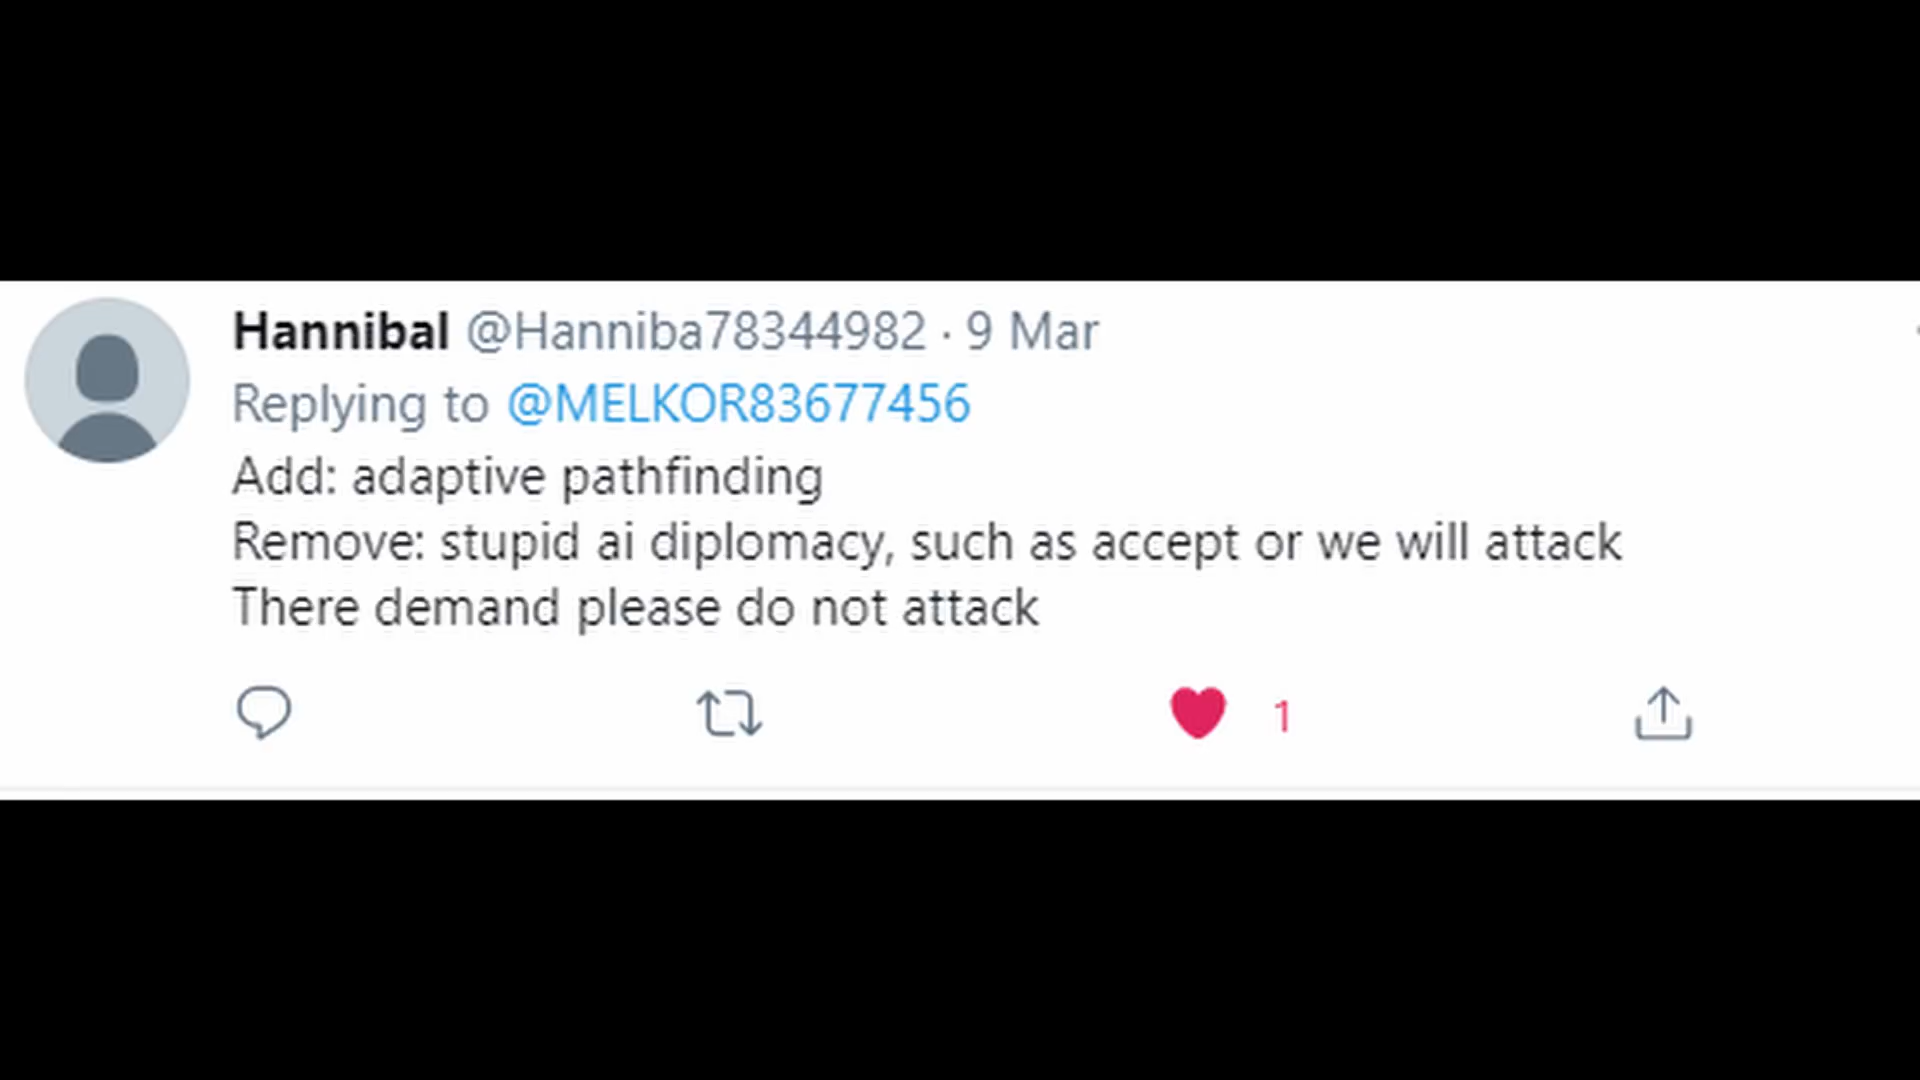 Hannibal @Hanniba78344982 · 9 Mar
Replying to @MELKOR83677456
Add: adaptive pathfinding
Remove: stupid ai diplomacy, such as accept or we will attack
There demand please do not attack
1